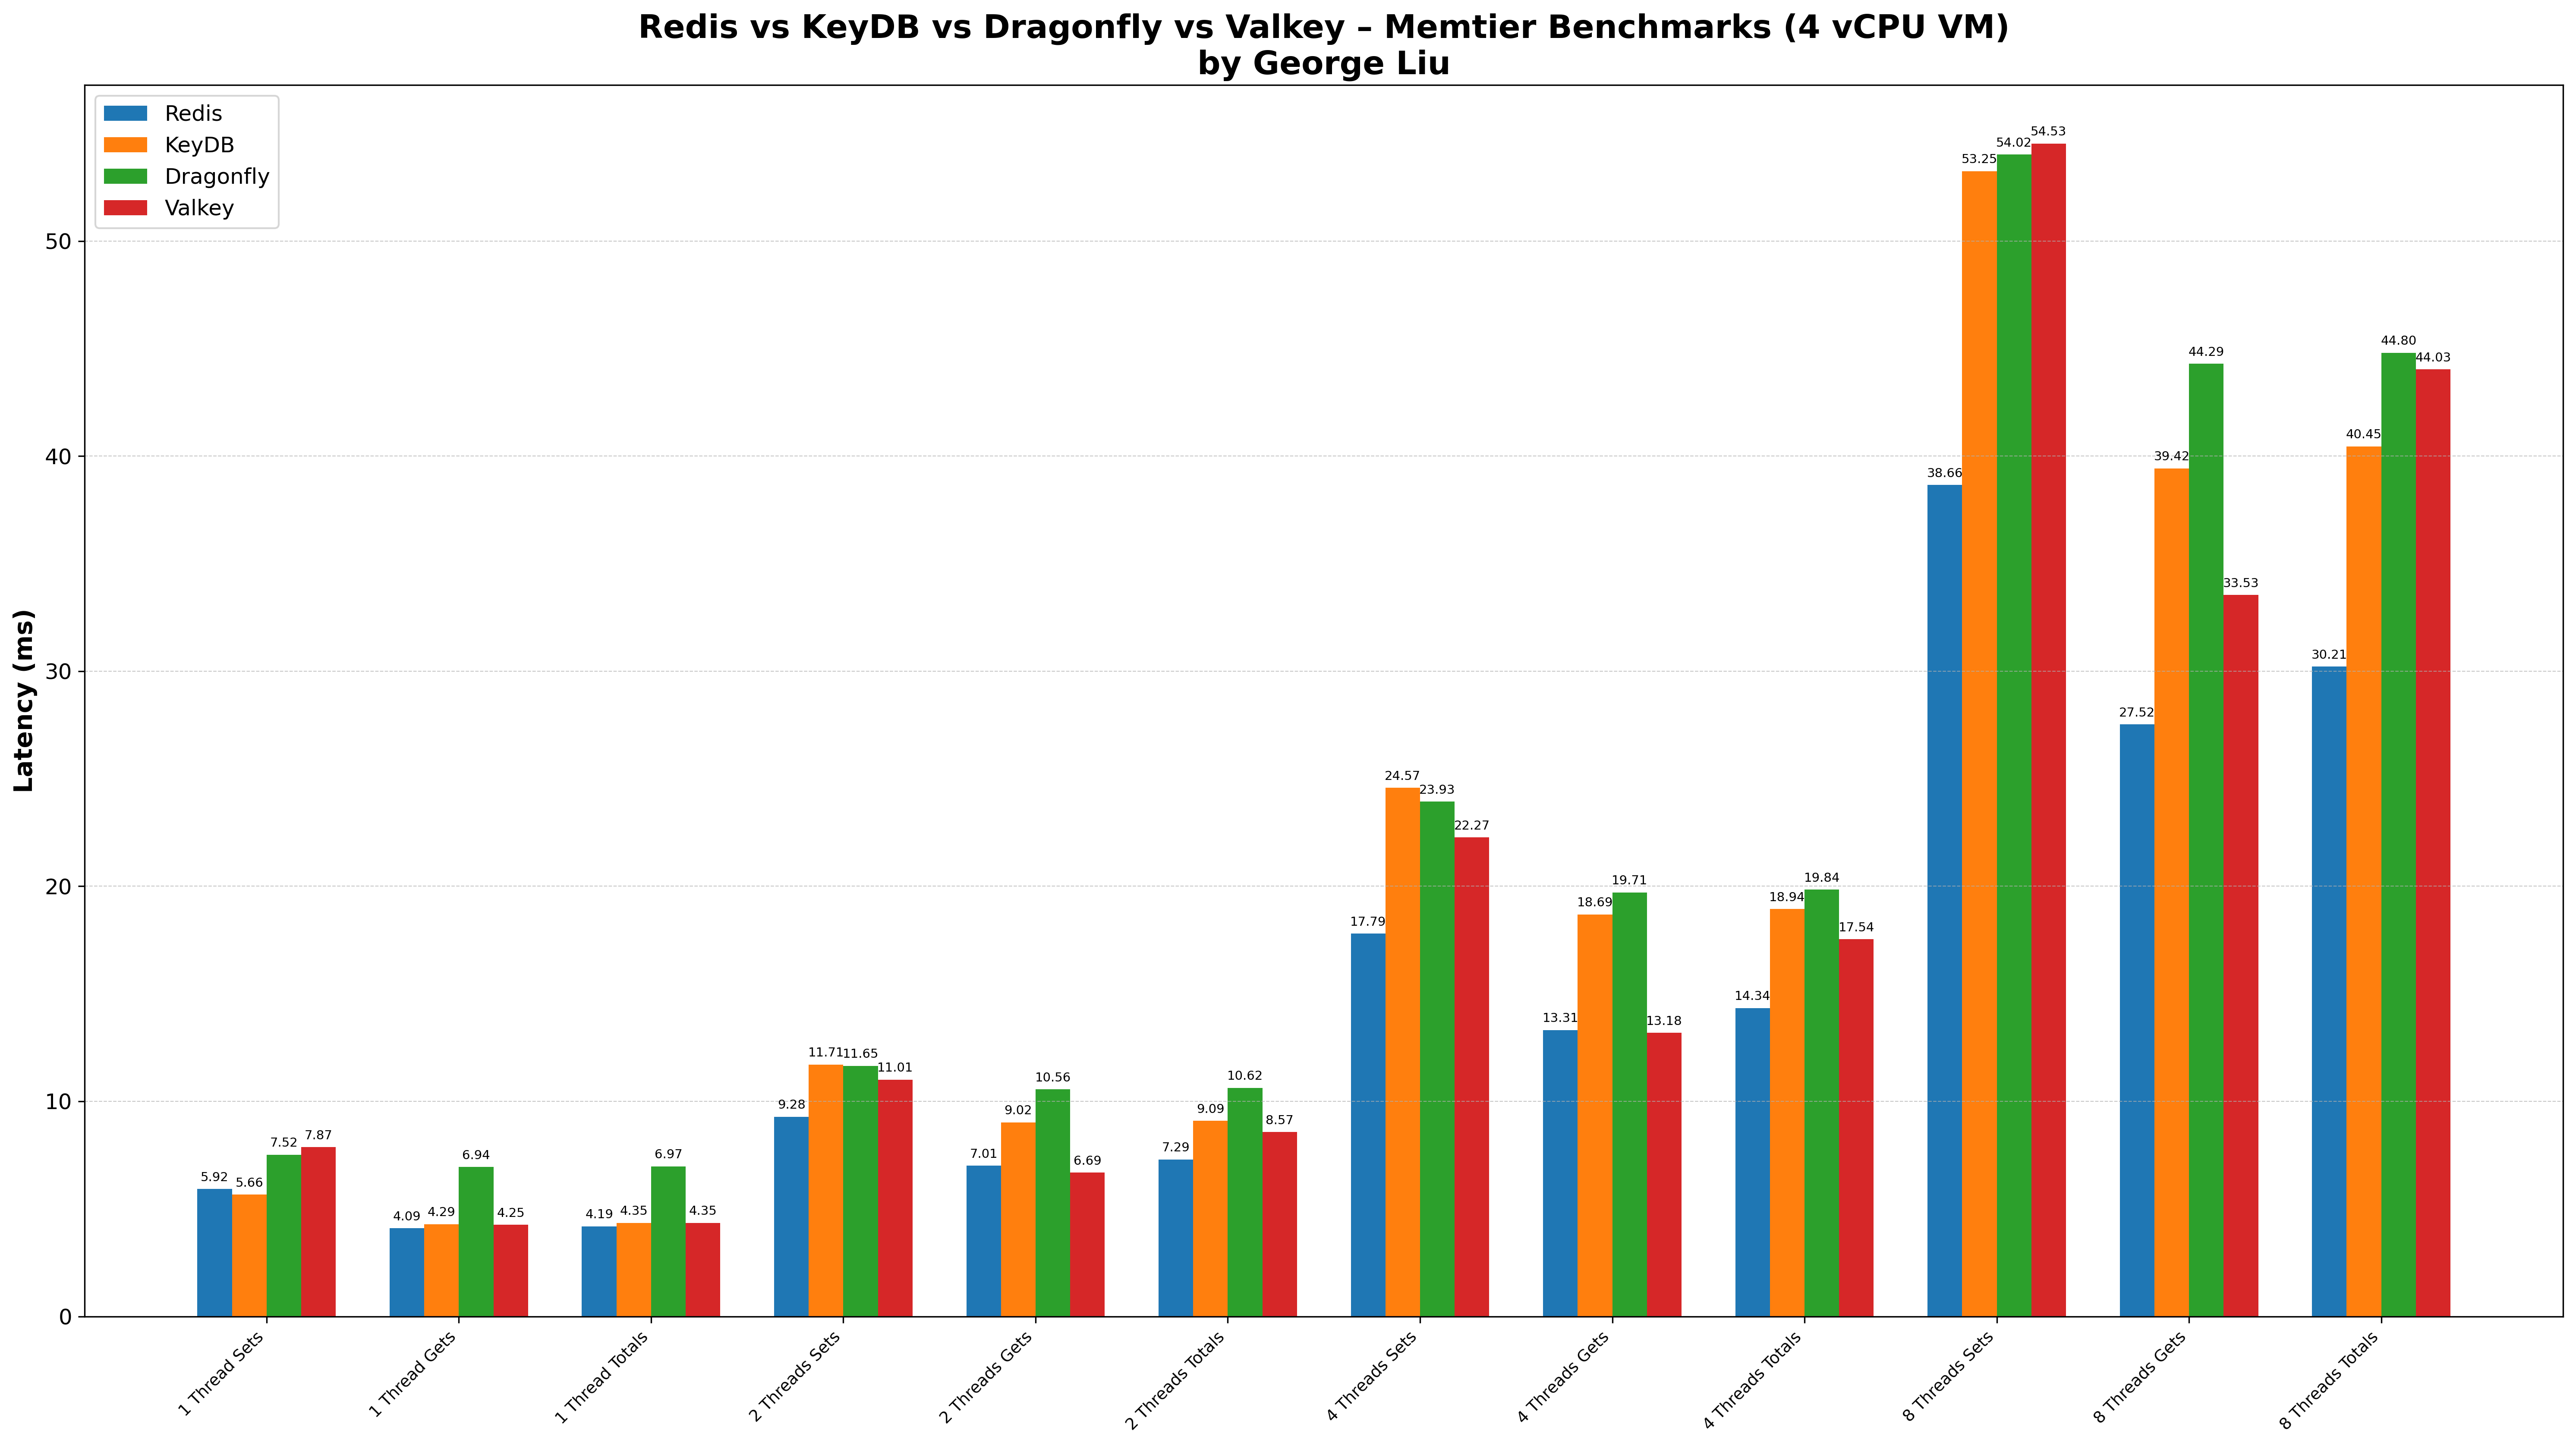 Redis vs KeyDB vs Dragonfly vs Valkey – Memtier Benchmarks (4 vCPU VM)
by George Liu
Redis
KeyDB
Dragonfly
Valkey
Latency (ms)
50
40
30
20
10
0
5.92 5.66 7.52 7.87
4.09 4.29 6.94 4.25
4.19 4.35 6.97 4.35
9.28 11.71 11.65 11.01
7.01 9.02 10.56 6.69
7.29 9.09 10.62 8.57
17.79 24.57 23.93 22.27
13.31 18.69 19.71 13.18
14.34 18.94 19.84 17.54
38.66 53.25 54.02 54.53
27.52 39.42 44.29 33.53
30.21 40.45 44.80 44.03
1 Thread Sets
1 Thread Gets
1 Thread Totals
2 Threads Sets
2 Threads Gets
2 Threads Totals
4 Threads Sets
4 Threads Gets
4 Threads Totals
8 Threads Sets
8 Threads Gets
8 Threads Totals